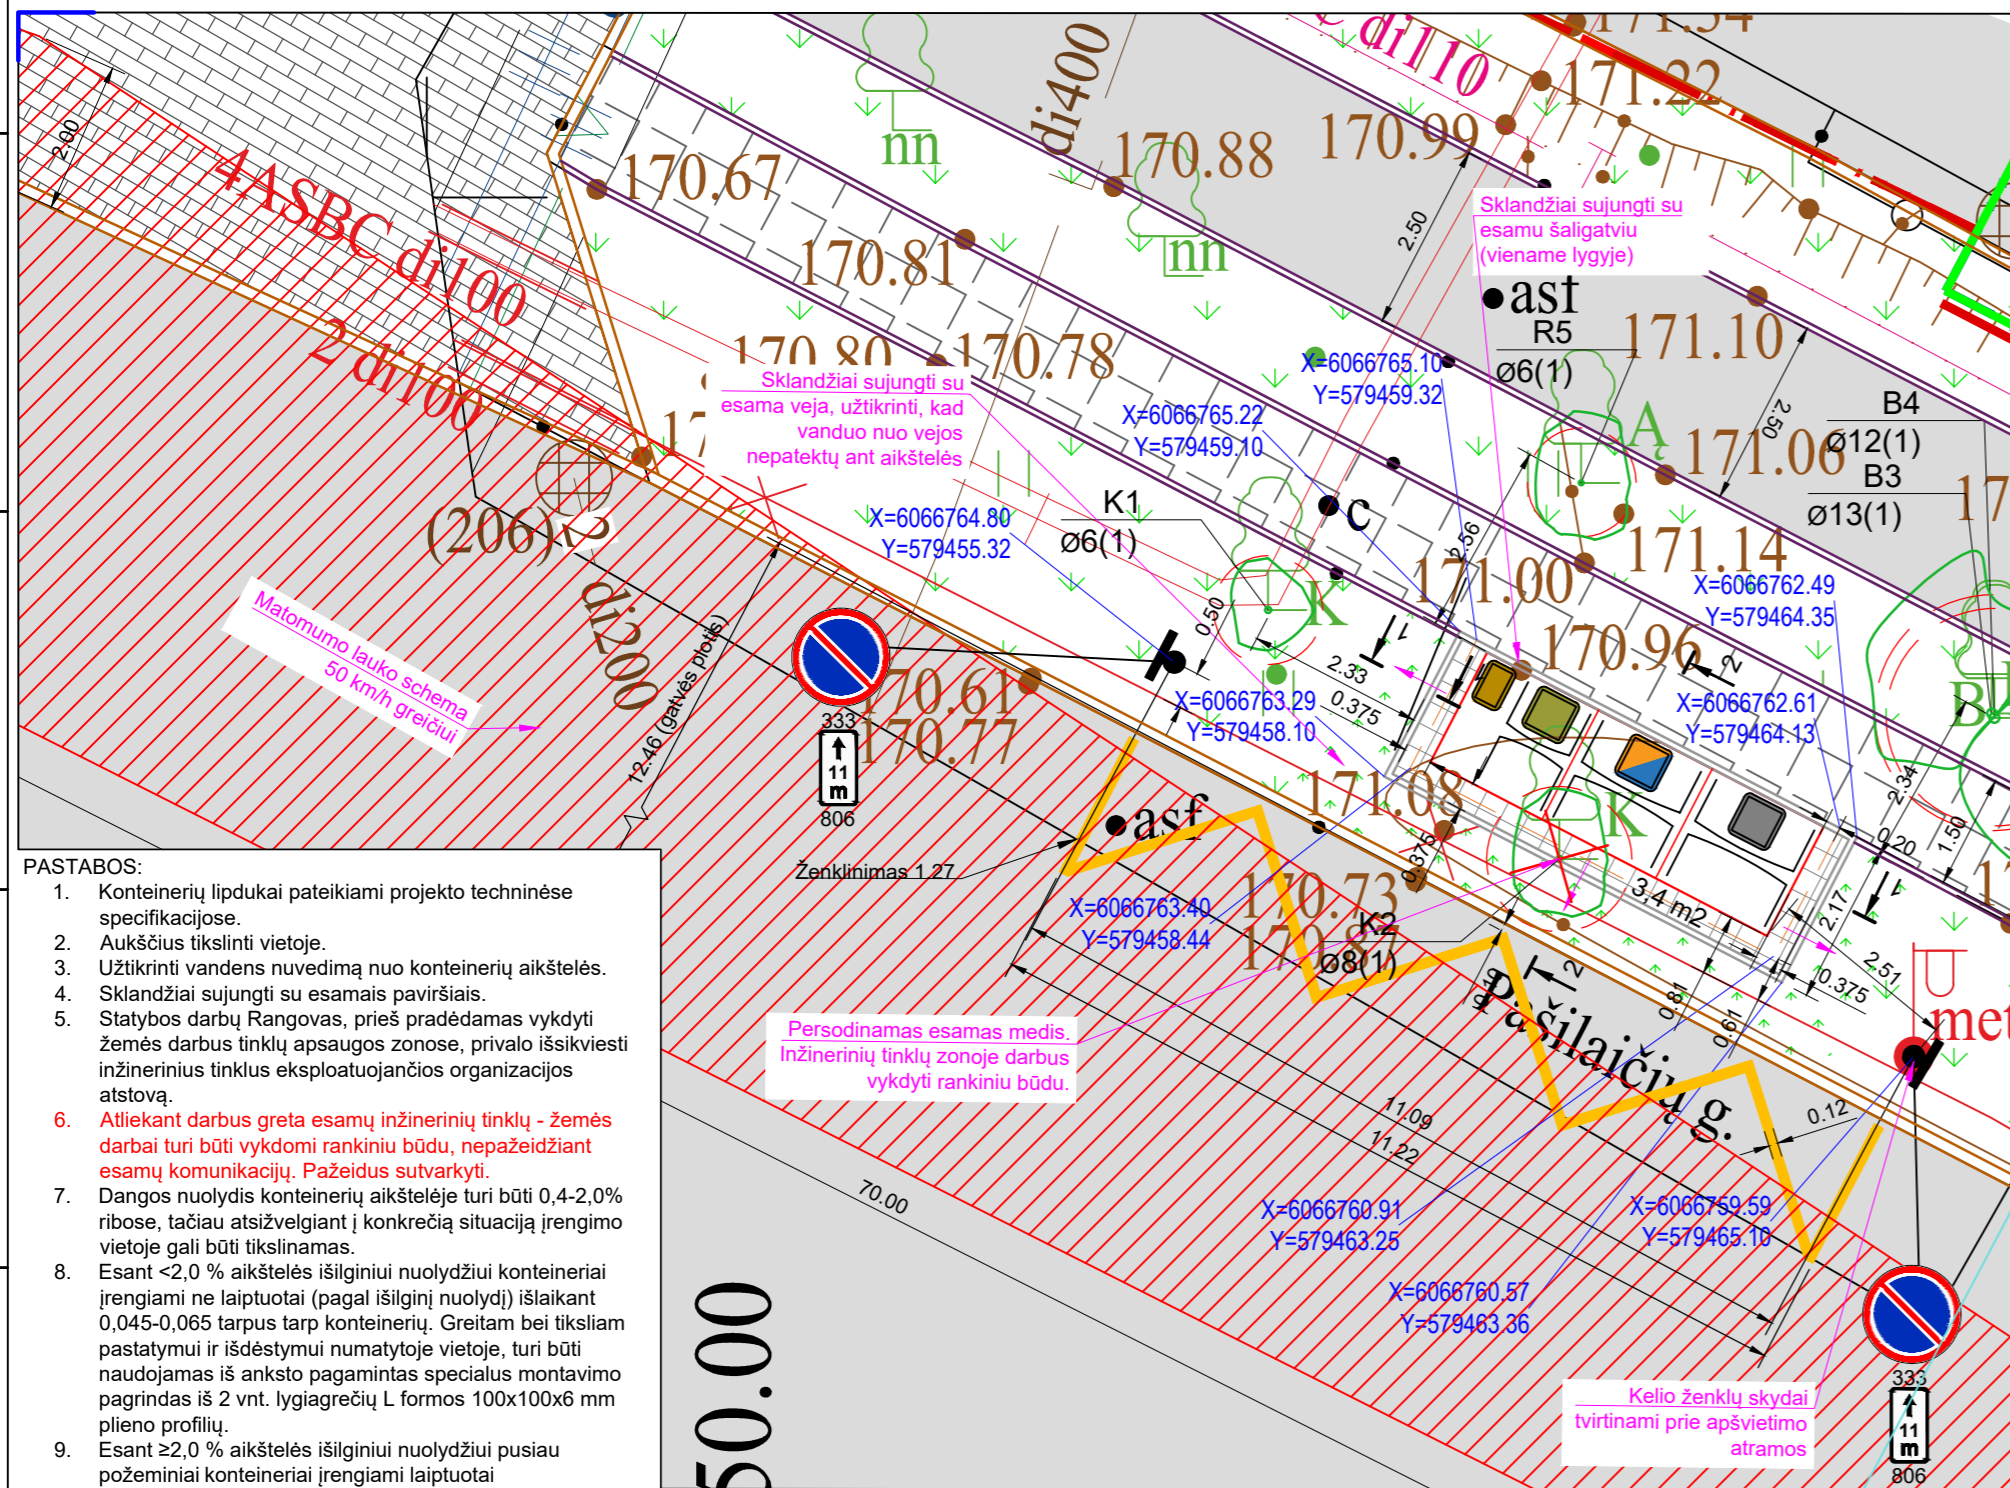 C di110
171.54
171.22
170.99
170.88
di400
nn
170.67
2.00
4ASBC di100
2 di100
170.81
nn
2.50
Sklandžiai sujungti su
esamu šaligatviu
(viename lygyje)
asf
R5
Ø6(1)
171.10
170.80
170.78
Sklandžiai sujungti su
esama veja, užtikrinti, kad
vanduo nuo vejos
nepatektų ant aikštelės
X=6066765.10
Y=579459.32
X=6066765.22
Y=579459.10
Ą
171.06
2.50
B4
Ø12(1)
B3
Ø13(1)
K1
Ø6(1)
c
2.56
171.14
171.00
X=6066764.80
Y=579455.32
(206)
di200
X=6066762.49
Y=579464.35
K
0.50
1
170.96
2
2.33
0.375
X=6066762.61
Y=579464.13
Matomumo lauko schema
50 km/h greičiui
12.46 (gatvės plotis)
170.61
170.77
333
11
m
806
X=6066763.29
Y=579458.10
B
171.08
K
2.34
1.50
0.20
asf
Ženklinimas 1.27
0.375
170.73
170.87
3,4 m2
2.17
1
X=6066763.40
Y=579458.44
K2
Ø8(1)
2
2.51
0.375
0.81
0.61
met
Pašilaičių g.
Persodinamas esamas medis.
Inžinerinių tinklų zonoje darbus
vykdyti rankiniu būdu.
11.09
11.22
0.12
70.00
X=6066760.91
Y=579463.25
X=6066759.59
Y=579465.10
X=6066760.57
Y=579463.36
50.00
Kelio ženklų skydai
tvirtinami prie apšvietimo
atramos
333
11
m
806
PASTABOS:
1. Konteinerių lipdukai pateikiami projekto techninėse
specifikacijose.
2. Aukščius tikslinti vietoje.
3. Užtikrinti vandens nuvedimą nuo konteinerių aikštelės.
4. Sklandžiai sujungti su esamais paviršiais.
5. Statybos darbų Rangovas, prieš pradėdamas vykdyti
žemės darbus tinklų apsaugos zonose, privalo išsikviesti
inžinerinius tinklus eksploatuojančios organizacijos
atstovą.
6. Atliekant darbus greta esamų inžinerinių tinklų - žemės
darbai turi būti vykdomi rankiniu būdu, nepažeidžiant
esamų komunikacijų. Pažeidus sutvarkyti.
7. Dangos nuolydis konteinerių aikštelėje turi būti 0,4-2,0%
ribose, tačiau atsižvelgiant į konkrečią situaciją įrengimo
vietoje gali būti tikslinamas.
8. Esant <2,0 % aikštelės išilginiui nuolydžiui konteineriai
įrengiami ne laiptuotai (pagal išilginį nuolydį) išlaikant
0,045-0,065 tarpus tarp konteinerių. Greitam bei tiksliam
pastatymui ir išdėstymui numatytoje vietoje, turi būti
naudojamas iš anksto pagamintas specialus montavimo
pagrindas iš 2 vnt. lygiagrečių L formos 100x100x6 mm
plieno profilių.
9. Esant ≥2,0 % aikštelės išilginiui nuolydžiui pusiau
požeminiai konteineriai įrengiami laiptuotai